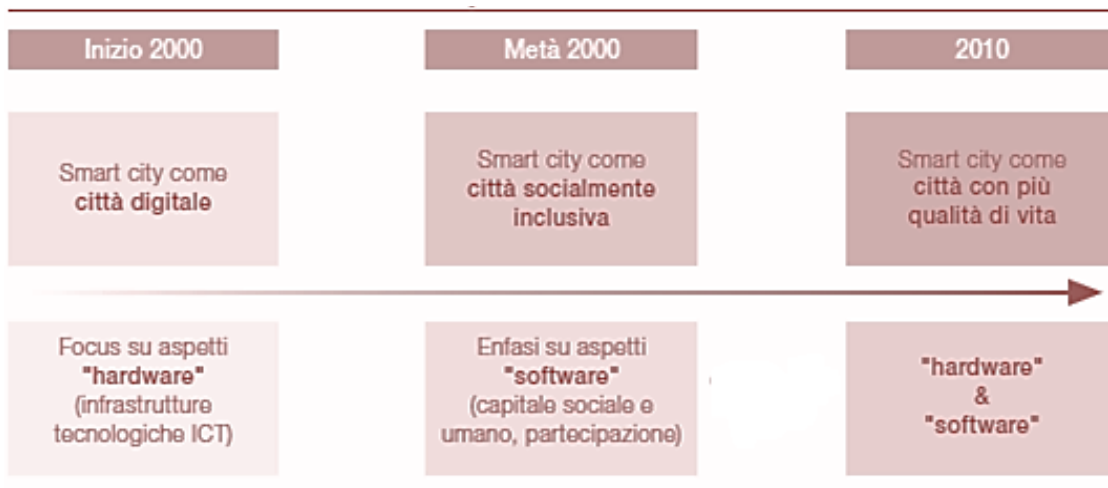 Inizio 2000
Metà 2000
2010
Smart city come
città digitale
Smart city come
città socialmente
inclusiva
Smart city come
città con più
qualità di vita
Focus su aspetti
"hardware"
(infrastrutture
tecnologiche ICT)
Enfasi su aspetti
"software"
(capitale sociale e
umano, partecipazione)
"hardware"
&
"software"